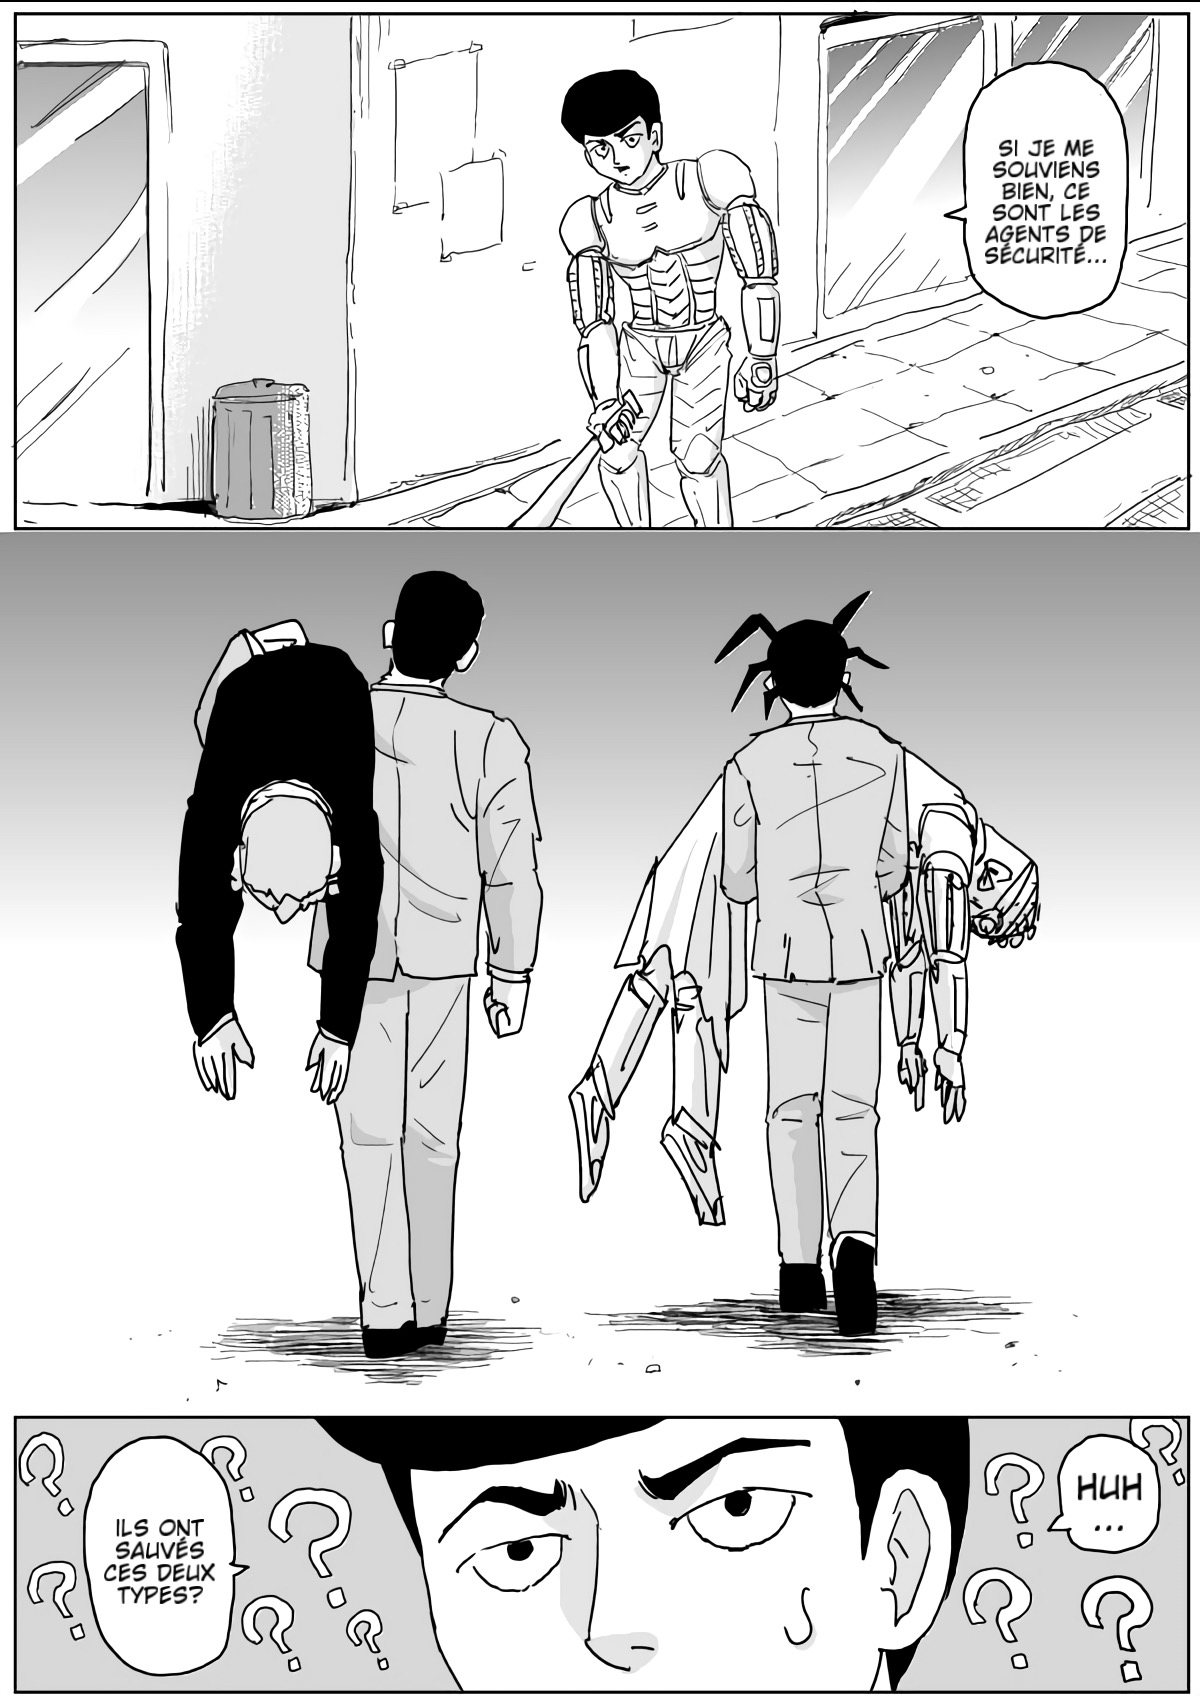 SI JE ME
SOUVIENS
BIEN, CE
SONT LES
AGENTS DE
SÉCURITÉ...
HUH
...
ILS ONT
SAUVÉS
CES DEUX
TYPES?